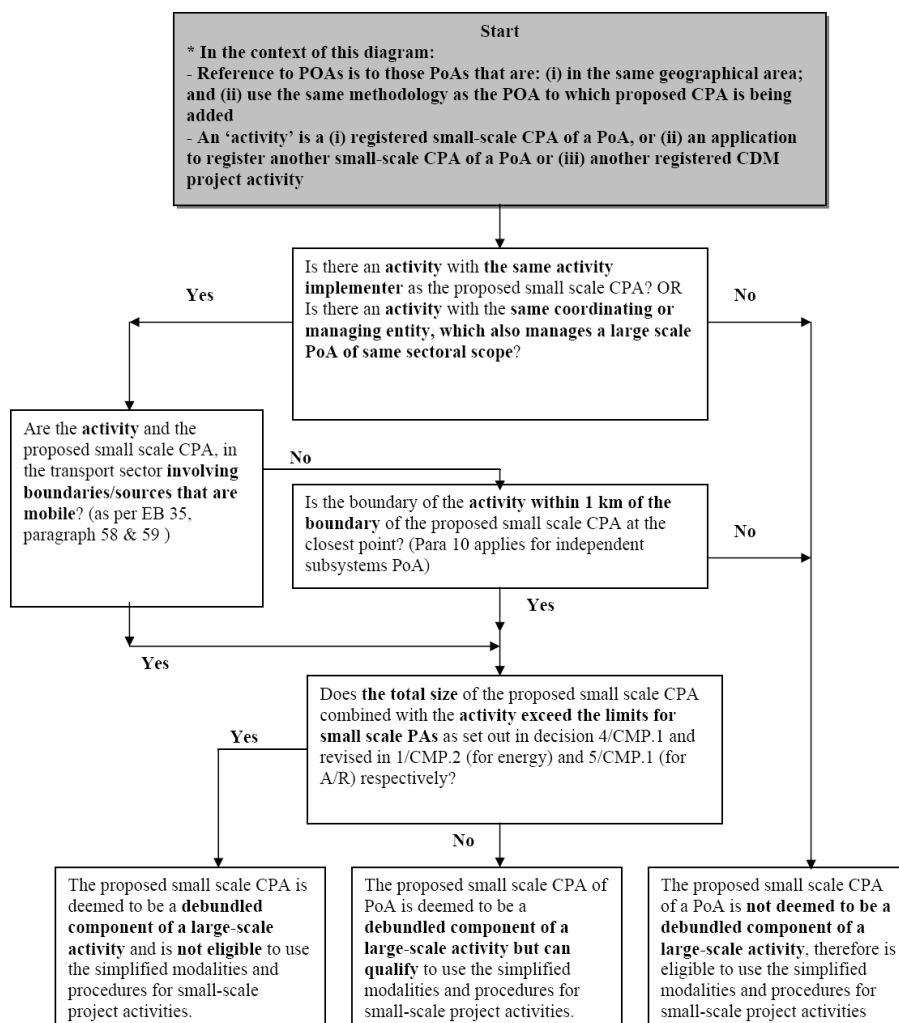 Start
* In the context of this diagram:
- Reference to POAs is to those PoAs that are: (i) in the same geographical area;
and (ii) use the same methodology as the POA to which proposed CPA is being
added
- An ‘activity’ is a (i) registered small-scale CPA of a PoA, or (ii) an application
to register another small-scale CPA of a PoA or (iii) another registered CDM
project activity
Is there an activity with the same activity
implementer as the proposed small scale CPA? OR
Is there an activity with the same coordinating or
managing entity, which also manages a large scale
PoA of same sectoral scope?
Yes
No
Are the activity and the
proposed small scale CPA, in
the transport sector involving
boundaries/sources that are
mobile? (as per EB 35,
paragraph 58 & 59 )
No
Is the boundary of the activity within 1 km of the
boundary of the proposed small scale CPA at the
closest point? (Para 10 applies for independent
subsystems PoA)
No
Yes
Yes
Does the total size of the proposed small scale CPA
combined with the activity exceed the limits for
small scale PAs as set out in decision 4/CMP.1 and
revised in 1/CMP.2 (for energy) and 5/CMP.1 (for
A/R) respectively?
Yes
No
The proposed small scale CPA is
deemed to be a debundled
component of a large-scale
activity and is not eligible to use
the simplified modalities and
procedures for small-scale
project activities.
The proposed small scale CPA of
PoA is deemed to be a
debundled component of a
large-scale activity but can
qualify to use the simplified
modalities and procedures for
small-scale project activities.
The proposed small scale CPA
of a PoA is not deemed to be a
debundled component of a
large-scale activity, therefore is
eligible to use the simplified
modalities and procedures for
small-scale project activities